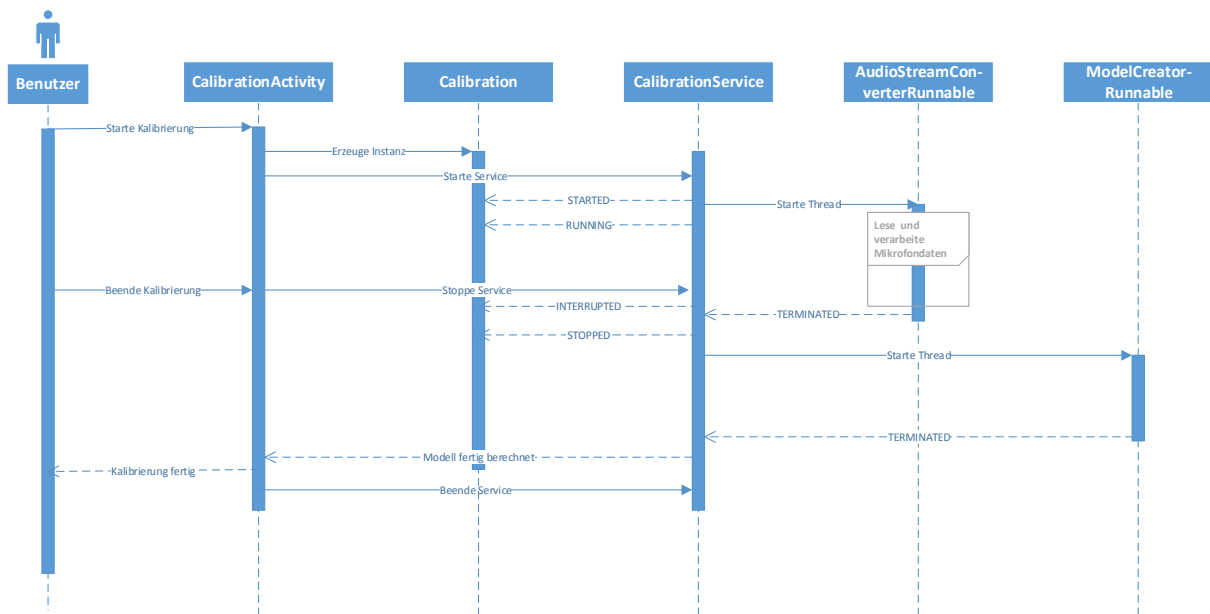 Benutzer
CalibrationActivity
Calibration
CalibrationService
AudioStreamCon-
verterRunnable
ModelCreator-
Runnable
Starte Kalibrierung
Erzeuge Instanz
Starte Service
STARTED
Starte Thread
RUNNING
Lese und
verarbeite
Mikrofondaten
Beende Kalibrierung
Stoppe Service
INTERRUPTED
TERMINATED
STOPPED
Starte Thread
TERMINATED
Modell fertig berechnet
Kalibrierung fertig
Beende Service